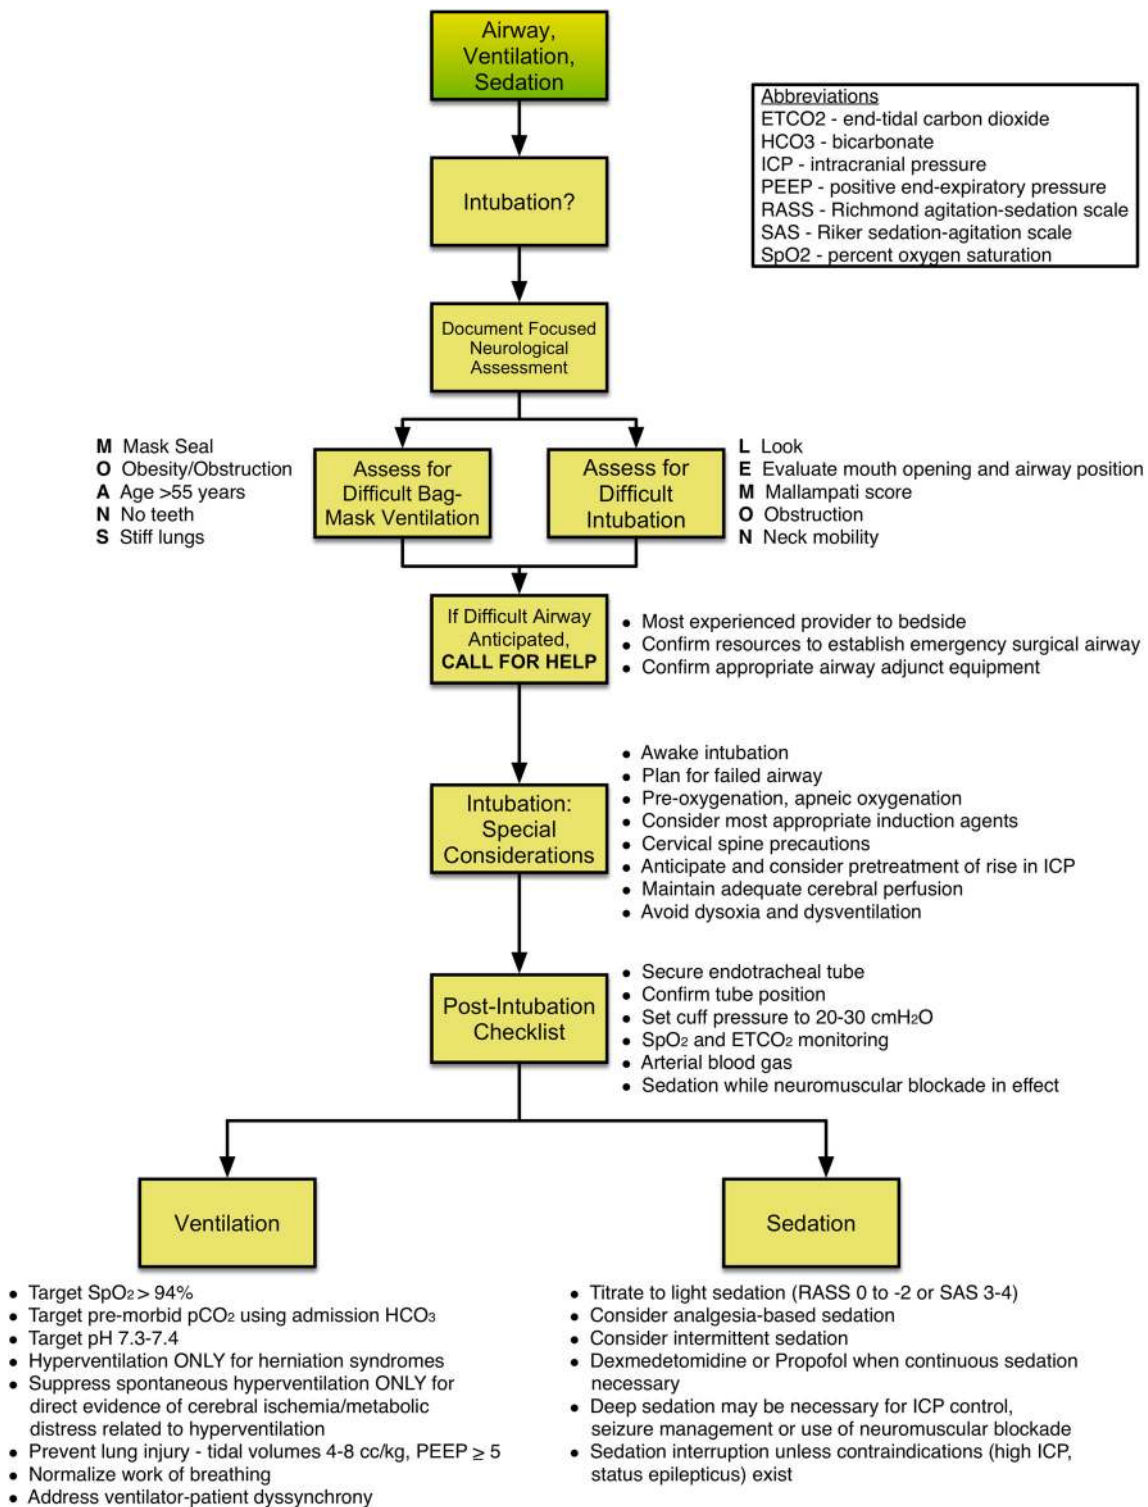 Airway,
Ventilation,
Sedation
Abbreviations
ETCO2 - end-tidal carbon dioxide
HCO3 - bicarbonate
ICP - intracranial pressure
PEEP - positive end-expiratory pressure
RASS - Richmond agitation-sedation scale
SAS - Riker sedation-agitation scale
SpO2 - percent oxygen saturation
Intubation?
Document Focused
Neurological
Assessment
M Mask Seal
O Obesity/Obstruction
A Age >55 years
N No teeth
S Stiff lungs
Assess for
Difficult Bag-
Mask Ventilation
Assess for
Difficult
Intubation
L Look
E Evaluate mouth opening and airway position
M Mallampati score
O Obstruction
N Neck mobility
If Difficult Airway
Anticipated,
CALL FOR HELP
• Most experienced provider to bedside
• Confirm resources to establish emergency surgical airway
• Confirm appropriate airway adjunct equipment
Intubation:
Special
Considerations
• Awake intubation
• Plan for failed airway
• Pre-oxygenation, apneic oxygenation
• Consider most appropriate induction agents
• Cervical spine precautions
• Anticipate and consider pretreatment of rise in ICP
• Maintain adequate cerebral perfusion
• Avoid dysoxia and dysventilation
Post-Intubation
Checklist
• Secure endotracheal tube
• Confirm tube position
• Set cuff pressure to 20-30 cmH₂O
• SpO₂ and ETCO₂ monitoring
• Arterial blood gas
• Sedation while neuromuscular blockade in effect
Ventilation
• Target SpO₂ > 94%
• Target pre-morbid pCO₂ using admission HCO₃
• Target pH 7.3-7.4
• Hyperventilation ONLY for herniation syndromes
• Suppress spontaneous hyperventilation ONLY for
direct evidence of cerebral ischemia/metabolic
distress related to hyperventilation
• Prevent lung injury - tidal volumes 4-8 cc/kg, PEEP ≥ 5
• Normalize work of breathing
• Address ventilator-patient dyssynchrony
Sedation
• Titrate to light sedation (RASS 0 to -2 or SAS 3-4)
• Consider analgesia-based sedation
• Consider intermittent sedation
• Dexmedetomidine or Propofol when continuous sedation
necessary
• Deep sedation may be necessary for ICP control,
seizure management or use of neuromuscular blockade
• Sedation interruption unless contraindications (high ICP,
status epilepticus) exist